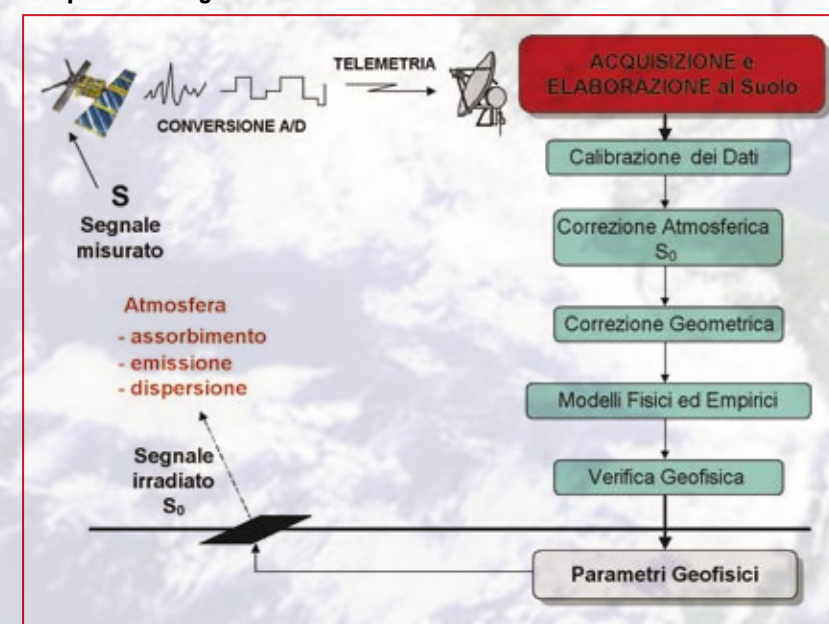 TELEMETRIA
CONVERSIONE A/D
S
Segnale
misurato
Atmosfera
- assorbimento
- emissione
- dispersione
Segnale
irradiato
S₀
ACQUISIZIONE e
ELABORAZIONE al Suolo
Calibrazione dei Dati
Correzione Atmosferica
S₀
Correzione Geometrica
Modelli Fisici ed Empirici
Verifica Geofisica
Parametri Geofisici